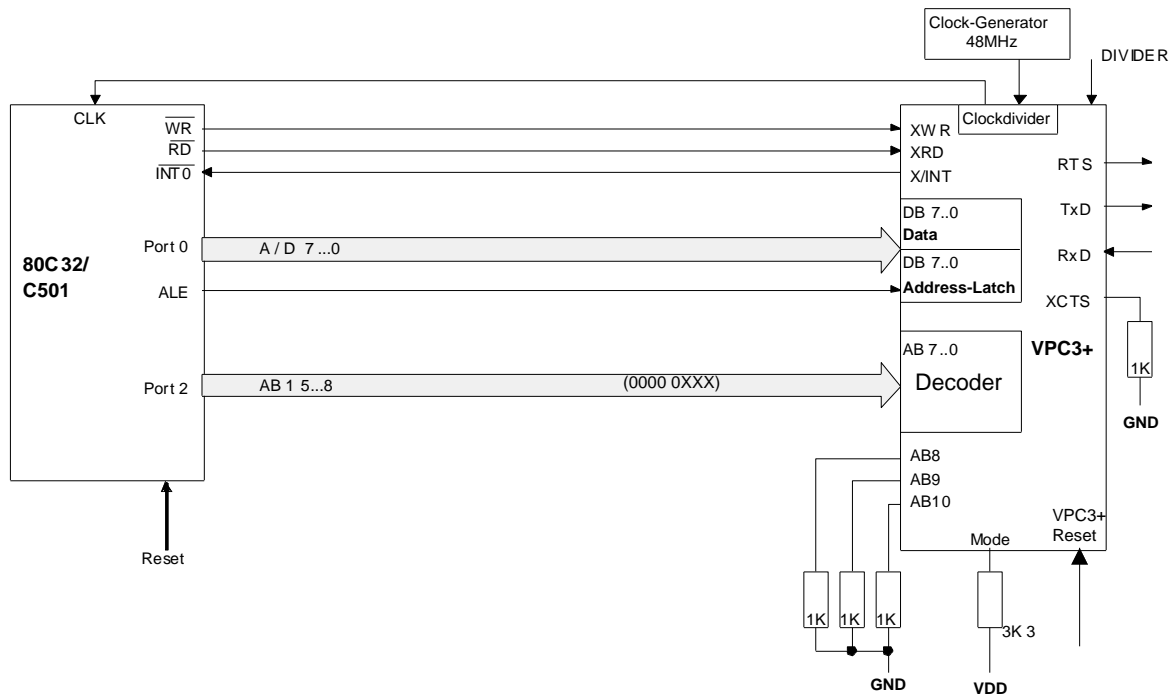 Clock-Generator
48MHz
DIVIDER
CLK
Clockdivider
WR
XWR
RD
XRD
INT0
X/INT
RTS
TxD
RxD
XCTS
DB 7..0
Data
DB 7..0
Address-Latch
Port 0
A / D 7 ...0
80C32/
C501
ALE
VPC3+
1K
GND
AB 7..0
Decoder
Port 2
AB 1 5...8
(0000 0XXX)
AB8
AB9
AB10
VPC3+
Reset
Mode
Reset
1K
1K
1K
3K 3
GND
VDD